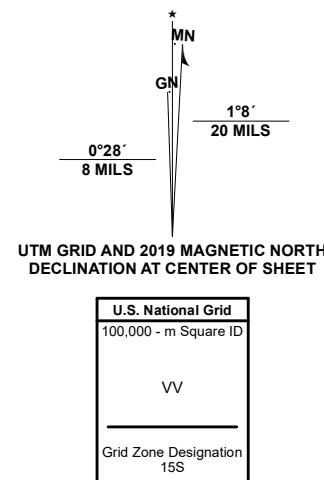 ★
MN
GN
1°8´
20 MILS
0°28´
8 MILS
UTM GRID AND 2019 MAGNETIC NORTH
DECLINATION AT CENTER OF SHEET
U.S. National Grid
100,000 - m Square ID
VV
Grid Zone Designation
15S